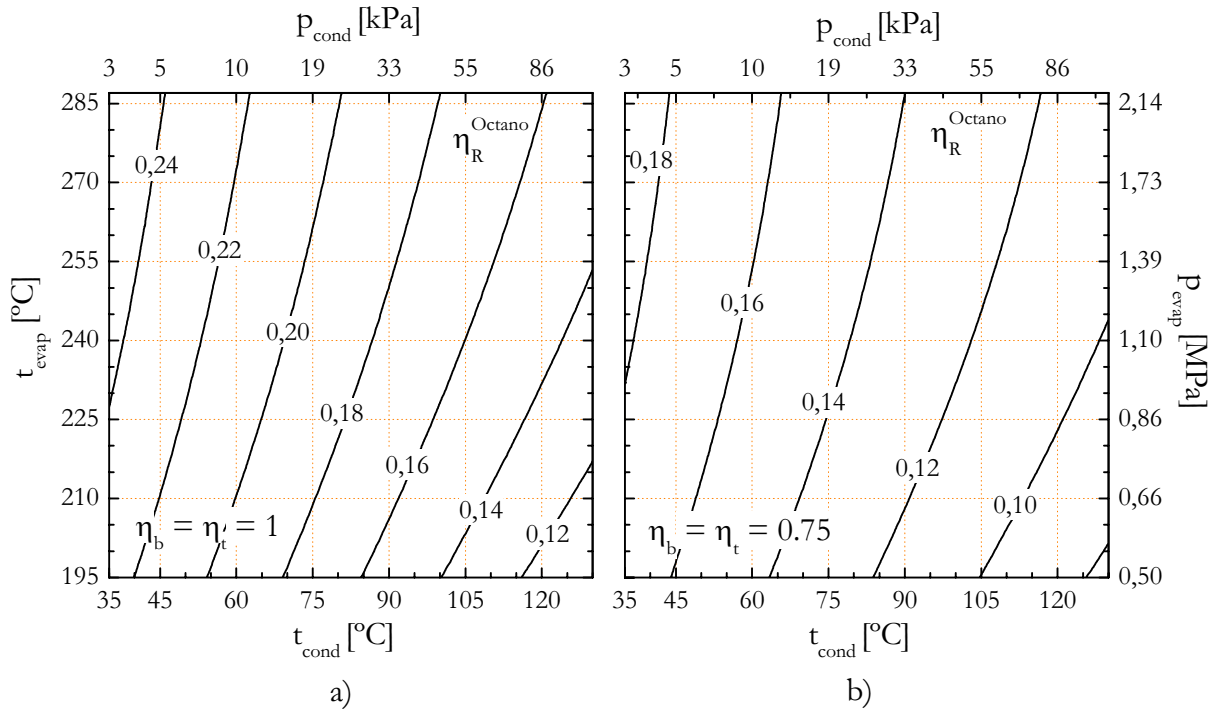 p_cond [kPa]
3 5 10 19 33 55 86
285
270
255
240
225
210
195
t_evap [ºC]
η_R^Octano
0,24
0,22
0,20
0,18
0,16
0,14
0,12
η_b = η_t = 1
35 45 60 75 90 105 120
t_cond [ºC]
a)
p_cond [kPa]
3 5 10 19 33 55 86
η_R^Octano
0,18
0,16
0,14
0,12
0,10
η_b = η_t = 0.75
2,14
1,73
1,39
1,10
0,86
0,66
0,50
p_evap [MPa]
35 45 60 75 90 105 120
t_cond [ºC]
b)